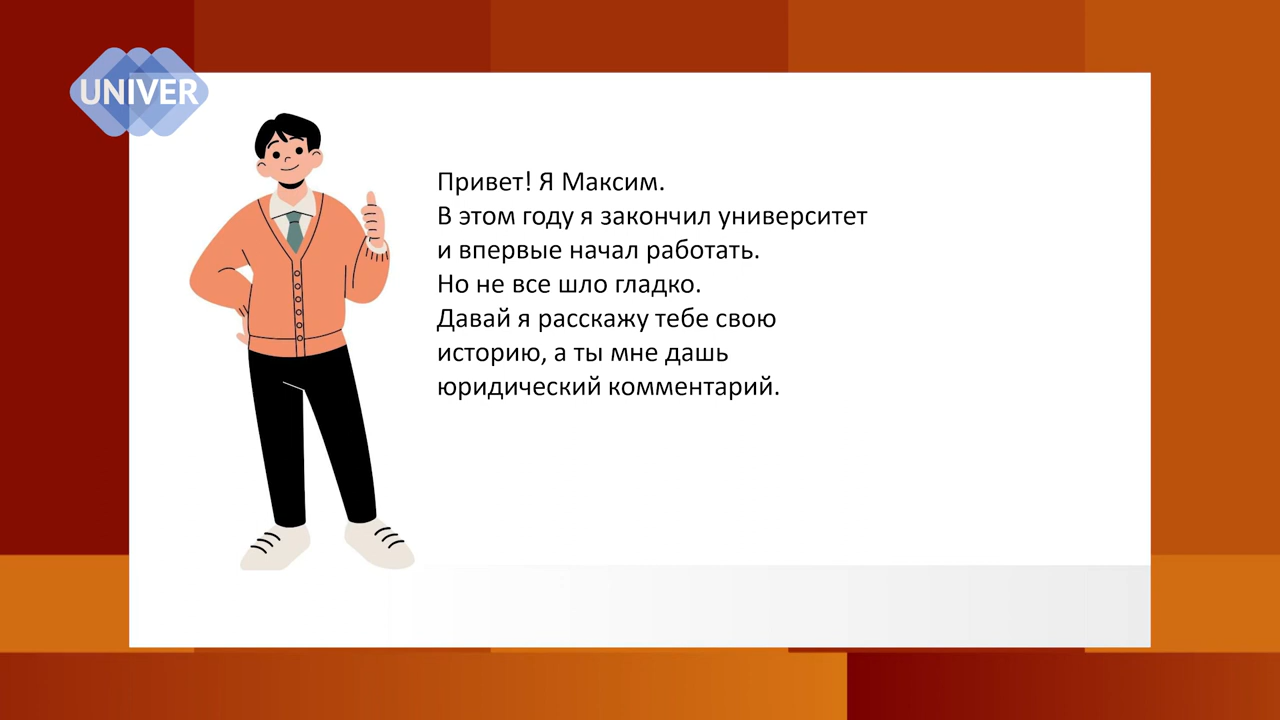 UNIVER
Привет! Я Максим.
В этом году я закончил университет
и впервые начал работать.
Но не все шло гладко.
Давай я расскажу тебе свою
историю, а ты мне дашь
юридический комментарий.